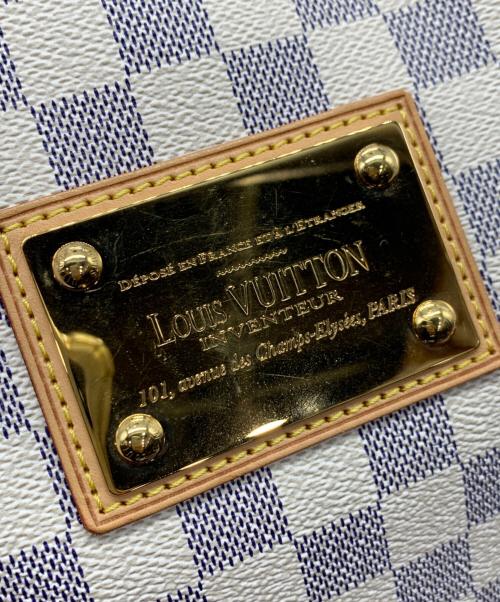 DÉPOSÉ EN FRANCE ET À L'ÉTRANGER
LOUIS VUITTON
INVENTEUR
101, avenue des Champs-Elysées, PARIS